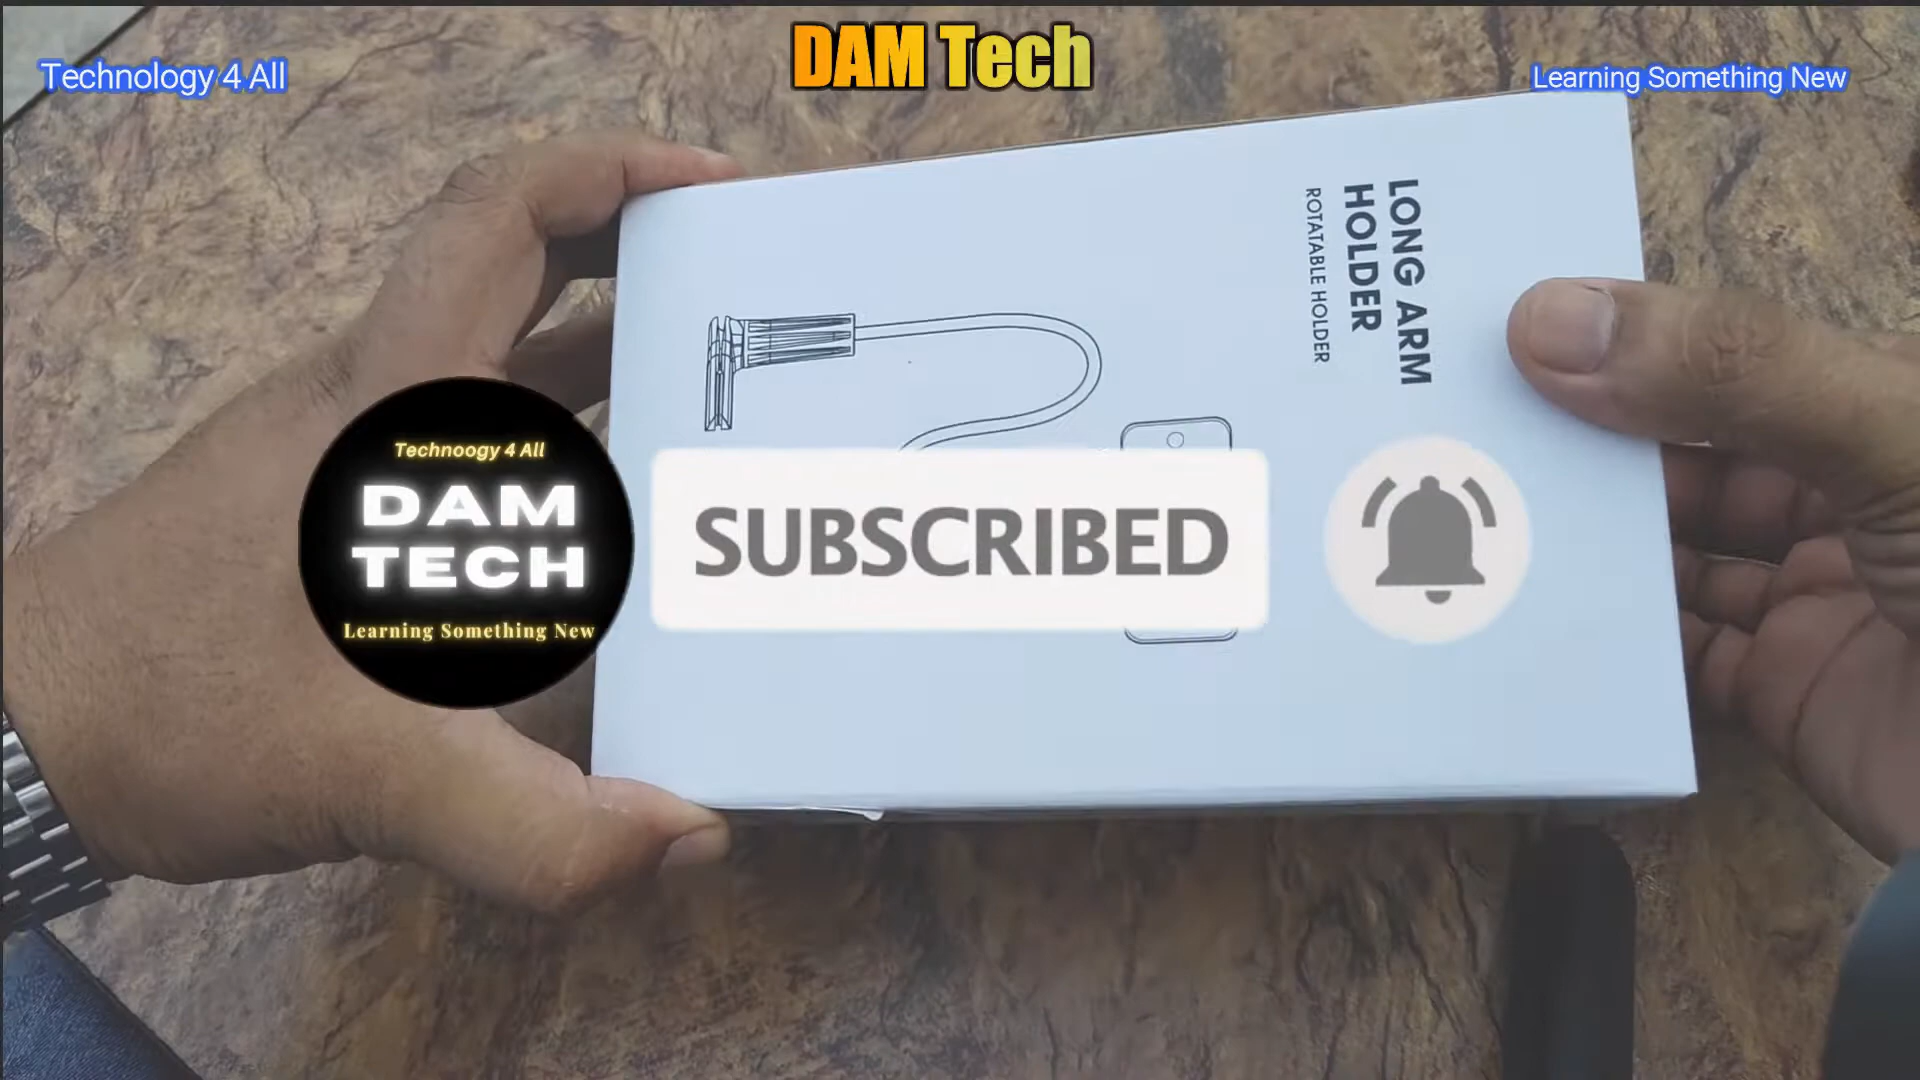 DAM Tech
Technology 4 All
Learning Something New
LONG ARM
HOLDER
ROTATABLE HOLDER
Technoogy 4 All
DAM
TECH
Learning Something New
SUBSCRIBED